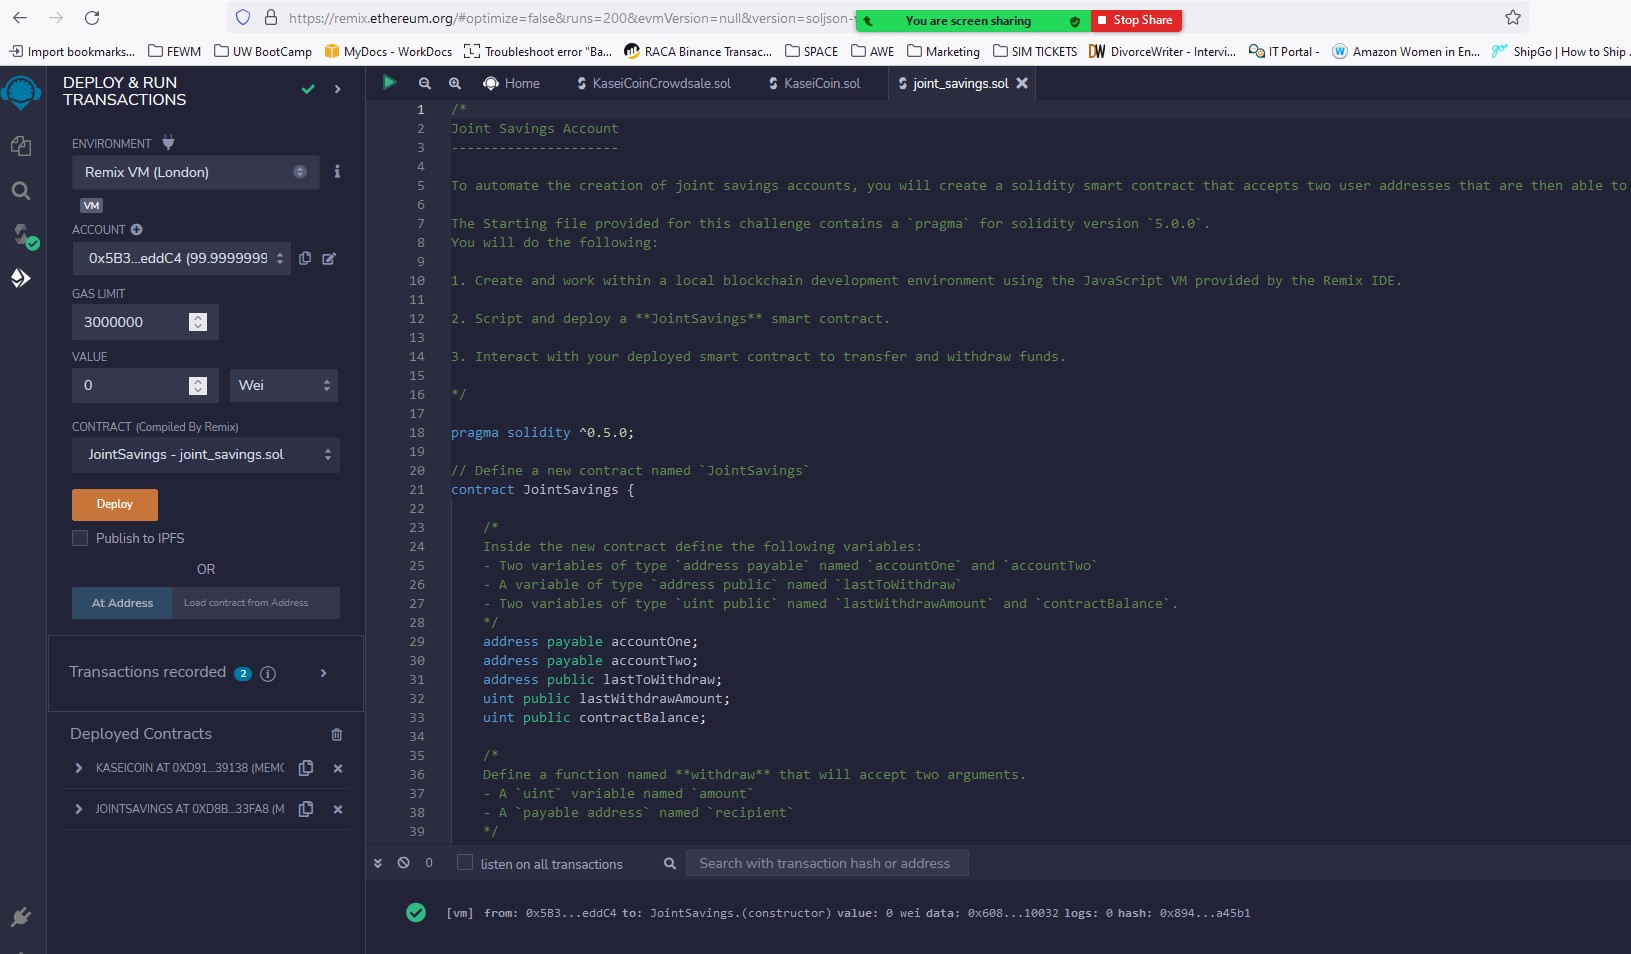 https://remix.ethereum.org/#optimize=false&runs=200&evmVersion=null&version=soljson-
You are screen sharing
Stop Share
Import bookmarks...
FEWM
UW BootCamp
MyDocs - WorkDocs
Troubleshoot error "Ba...
RACA Binance Transac...
SPACE
AWE
Marketing
SIM TICKETS
DW DivorceWriter - Intervi...
IT Portal -
Amazon Women in En...
ShipGo | How to Ship
DEPLOY & RUN
TRANSACTIONS
ENVIRONMENT
Remix VM (London)
VM
ACCOUNT
0x5B3...eddC4 (99.9999999
GAS LIMIT
3000000
VALUE
0
Wei
CONTRACT (Compiled By Remix)
JointSavings - joint_savings.sol
Deploy
Publish to IPFS
OR
At Address
Load contract from Address
Transactions recorded 2 i
Deployed Contracts
KASEICOIN AT 0XD91...39138 (MEMO
JOINTSAVINGS AT 0XD8B...33FA8 (M
Home
KaseiCoinCrowdsale.sol
KaseiCoin.sol
joint_savings.sol
1 /*
2 Joint Savings Account
3 ---------------------
4
5 To automate the creation of joint savings accounts, you will create a solidity smart contract that accepts two user addresses that are then able to
6
7 The Starting file provided for this challenge contains a `pragma` for solidity version `5.0.0`.
8 You will do the following:
9
10 1. Create and work within a local blockchain development environment using the JavaScript VM provided by the Remix IDE.
11
12 2. Script and deploy a **JointSavings** smart contract.
13
14 3. Interact with your deployed smart contract to transfer and withdraw funds.
15
16 */
17
18 pragma solidity ^0.5.0;
19
20 // Define a new contract named `JointSavings`
21 contract JointSavings {
22
23 /*
24 Inside the new contract define the following variables:
25 - Two variables of type `address payable` named `accountOne` and `accountTwo`
26 - A variable of type `address public` named `lastToWithdraw`
27 - Two variables of type `uint public` named `lastWithdrawAmount` and `contractBalance`.
28 */
29 address payable accountOne;
30 address payable accountTwo;
31 address public lastToWithdraw;
32 uint public lastWithdrawAmount;
33 uint public contractBalance;
34
35 /*
36 Define a function named **withdraw** that will accept two arguments.
37 - A `uint` variable named `amount`
38 - A `payable address` named `recipient`
39 */
0
listen on all transactions
Search with transaction hash or address
[vm] from: 0x5B3...eddC4 to: JointSavings.(constructor) value: 0 wei data: 0x608...10032 logs: 0 hash: 0x894...a45b1